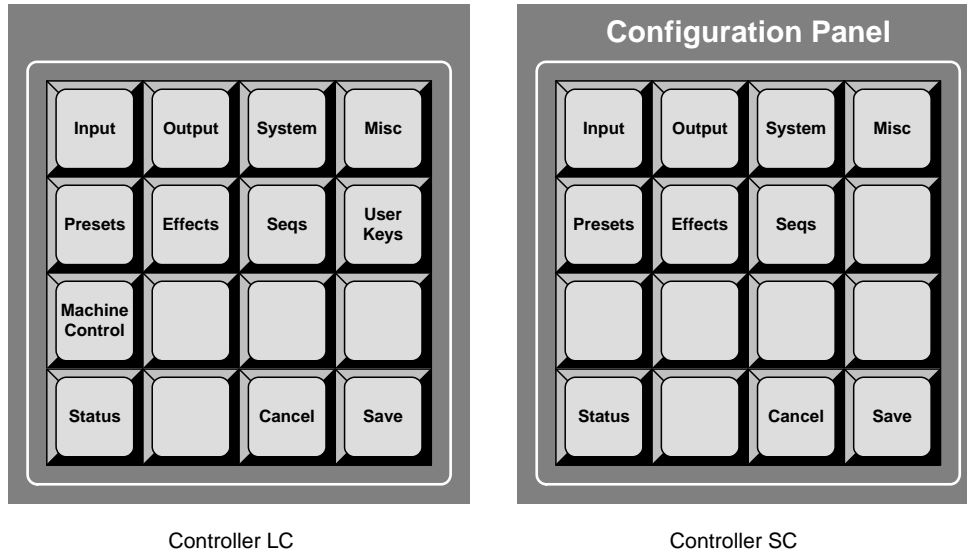 Configuration Panel
Input Output System Misc
Presets Effects Seqs User
Keys
Machine
Control
Status Cancel Save
Input Output System Misc
Presets Effects Seqs
Status Cancel Save
Controller LC
Controller SC